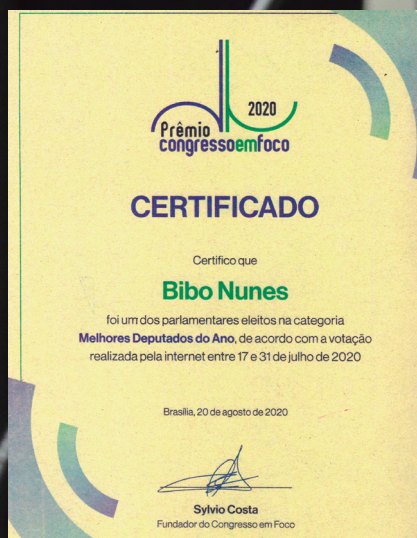 2020
Prêmio
congressoemfoco
CERTIFICADO
Certifico que
Bibo Nunes
foi um dos parlamentares eleitos na categoria
Melhores Deputados do Ano, de acordo com a votação
realizada pela internet entre 17 e 31 de julho de 2020
Brasília, 20 de agosto de 2020
Sylvio Costa
Fundador do Congresso em Foco